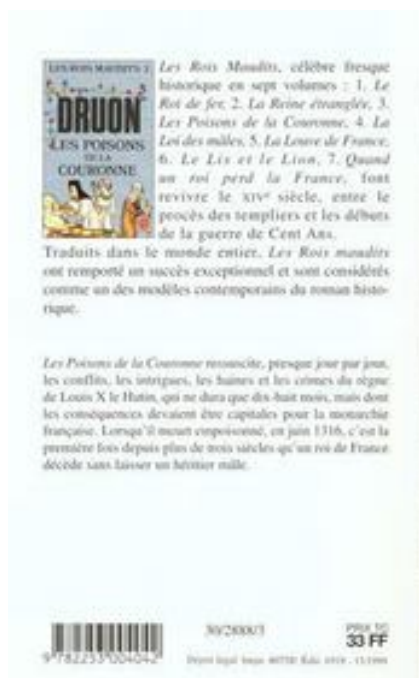 LES ROIS MAUDITS 3
DRUON
LES POISONS
DE LA
COURONNE
Les Rois Maudits, célèbre fresque
historique en sept volumes : 1. Le
Roi de fer, 2. La Reine étranglée, 3.
Les Poisons de la Couronne, 4. La
Loi des mâles, 5. La Louve de France,
6. Le Lis et le Lion, 7. Quand
un roi perd la France, font
revivre le XIVe siècle, entre le
procès des templiers et les débuts
de la guerre de Cent Ans.
Traduits dans le monde entier, Les Rois maudits
ont remporté un succès exceptionnel et sont considérés
comme un des modèles contemporains du roman histo-
rique.
Les Poisons de la Couronne ressuscite, presque jour par jour,
les conflits, les intrigues, les haines et les crimes du règne
de Louis X le Hutin, qui ne dura que dix-huit mois, mais dont
les conséquences devaient être capitales pour la monarchie
française. Lorsqu'il meurt empoisonné, en juin 1316, c'est la
première fois depuis plus de trois siècles qu'un roi de France
décède sans laisser un héritier mâle.
30/2888/3
PRIX TC
33 FF
9 782253 004042
Dépôt légal